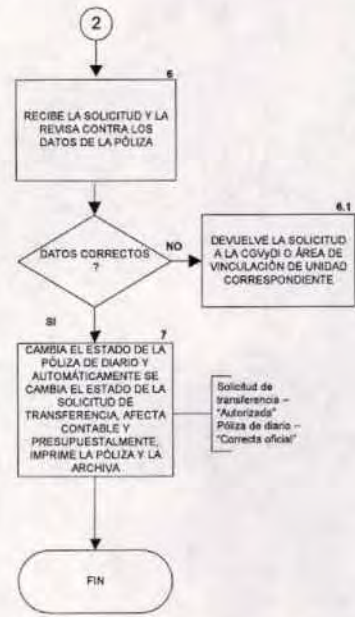 2
6
RECIBE LA SOLICITUD Y LA
REVISA CONTRA LOS
DATOS DE LA PÓLIZA
DATOS CORRECTOS
?
NO
6.1
DEVUELVE LA SOLICITUD
A LA CGVyDI O ÁREA DE
VINCULACIÓN DE UNIDAD
CORRESPONDIENTE
SI
7
CAMBIA EL ESTADO DE LA
PÓLIZA DE DIARIO Y
AUTOMÁTICAMENTE SE
CAMBIA EL ESTADO DE LA
SOLICITUD DE
TRANSFERENCIA, AFECTA
CONTABLE Y
PRESUPUESTALMENTE,
IMPRIME LA PÓLIZA Y LA
ARCHIVA
Solicitud de
transferencia –
"Autorizada"
Póliza de diario –
"Correcta oficial"
FIN